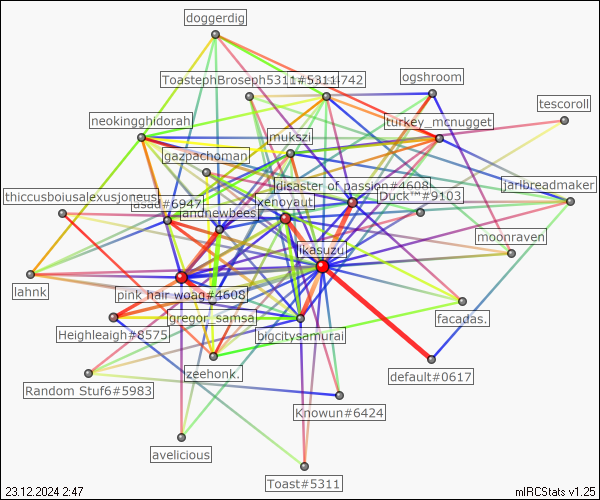 doggerdig
ToastephBroseph5311#5311-742
ogshroom
tescoroll
neokingghidorah
turkey_mcnugget
mukszi
gazpachoman
disaster of passion#4608
jarlbreadmaker
thiccusboiusalexusjoneus
asdaf#6947
Duck™#9103
xenoyaut
landnewbees
moonraven
likasuzu
lahnk
pink hair woag#4608
gregor_samsa
facadas.
Heighleaigh#8575
bigcitysamurai
zeehonk.
default#0617
Random Stuf6#5983
Knowun#6424
avelicious
Toast#5311
23.12.2024 2:47
mIRCStats v1.25